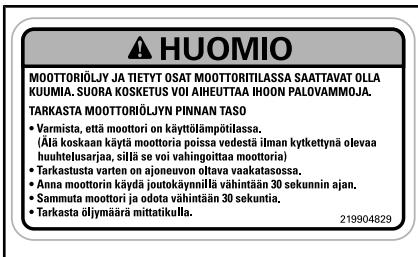 HUOMIO
MOOTTORIÖLJY JA TIETYT OSAT MOOTTORITILASSA SAATTAVAT OLLA
KUUMIA. SUORA KOSKETUS VOI AIHEUTTAA IHOON PALOVAMMOJA.
TARKASTA MOOTTORIÖLJYN PINNAN TASO
• Varmista, että moottori on käyttölämpötilassa.
(Älä koskaan käytä moottoria poissa vedestä ilman kytkettynä olevaa
huuhtelusarjaa, sillä se voi vahingoittaa moottoria)
• Tarkastusta varten on ajoneuvon oltava vaakatasossa.
• Anna moottorin käydä joutokäynnillä vähintään 30 sekunnin ajan.
• Sammuta moottori ja odota vähintään 30 sekuntia.
• Tarkasta öljymäärä mittatikulla.
219904829